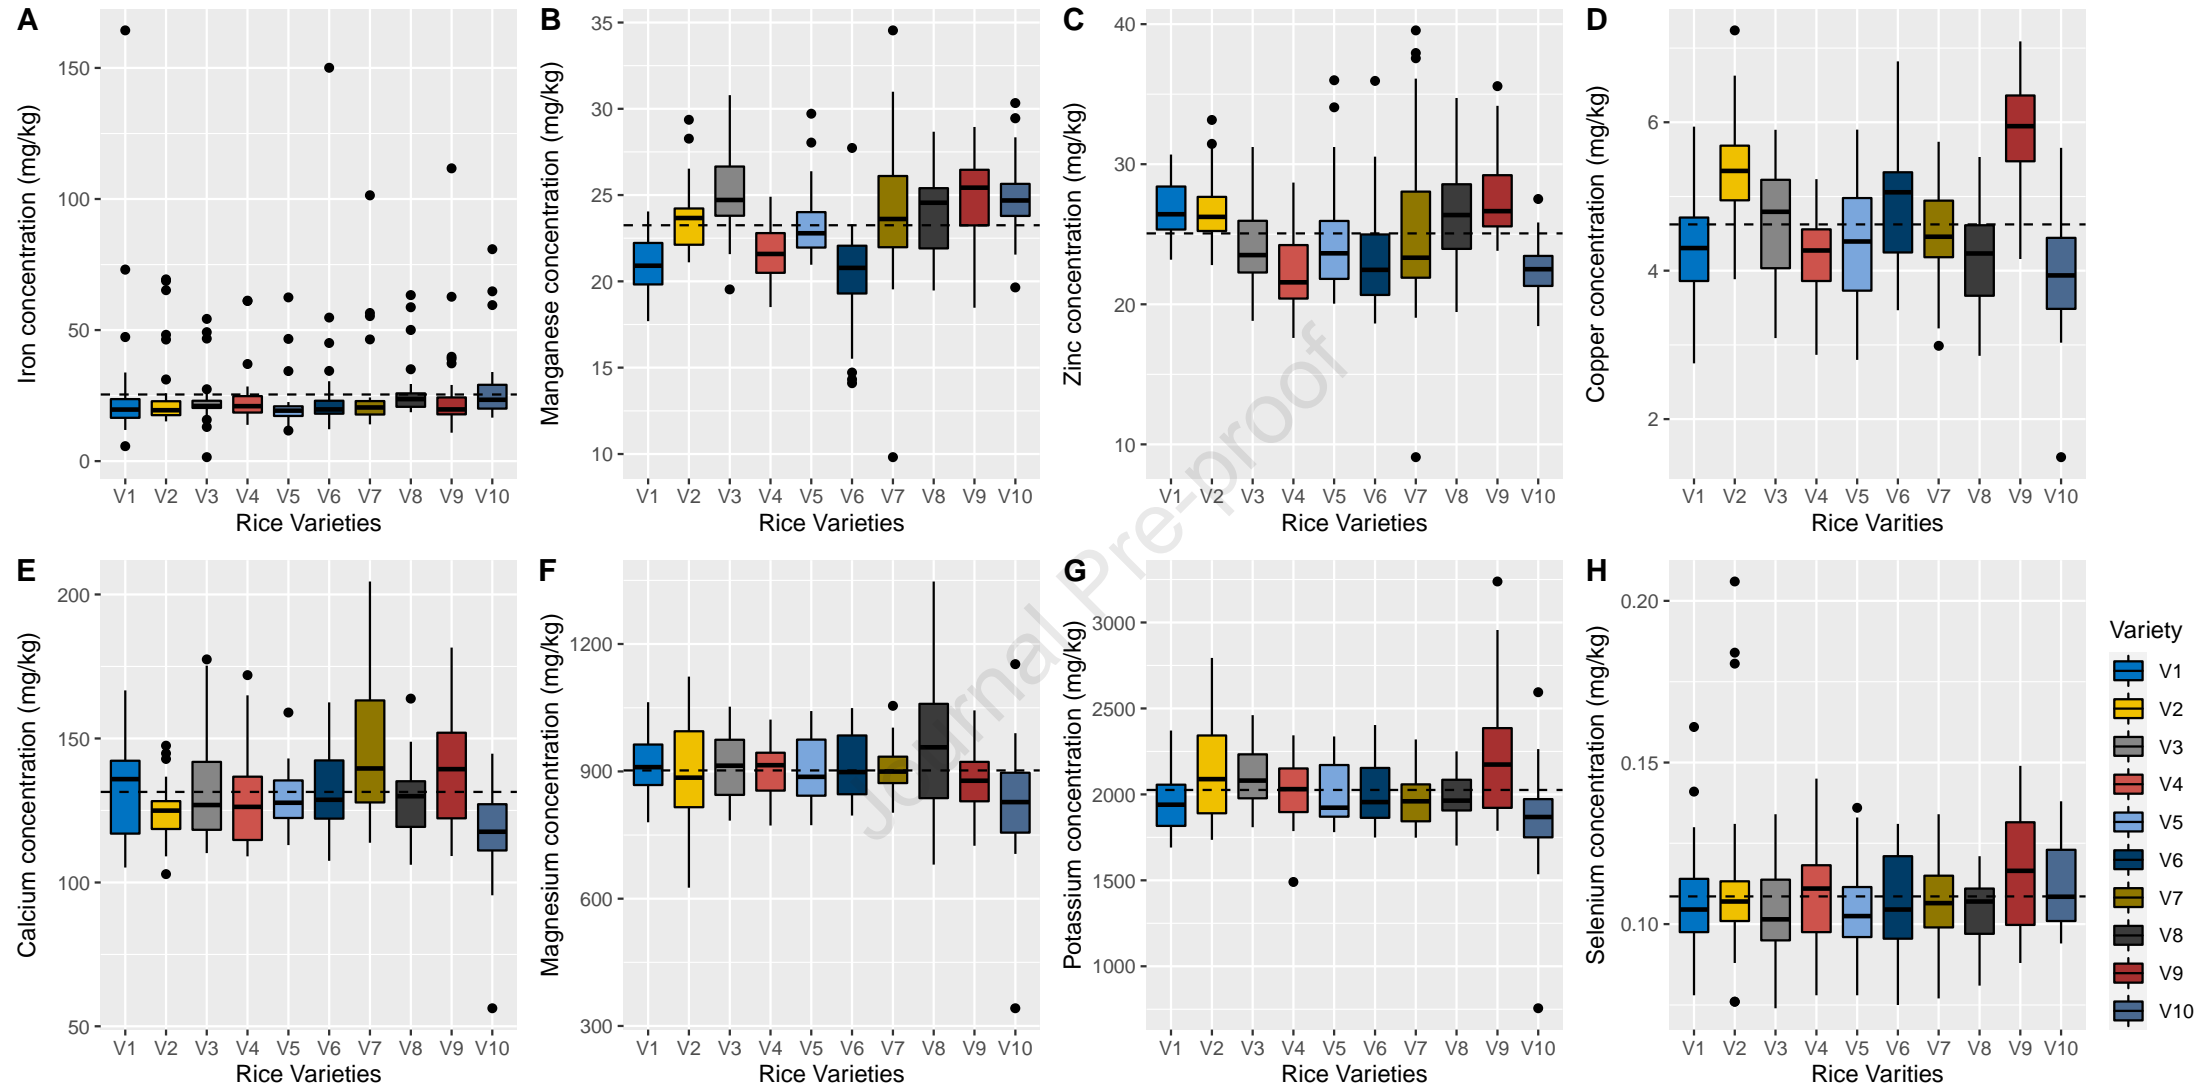 A
Iron concentration (mg/kg)
150
100
50
0
V1 V2 V3 V4 V5 V6 V7 V8 V9 V10
Rice Varieties
B
Manganese concentration (mg/kg)
35
30
25
20
15
10
V1 V2 V3 V4 V5 V6 V7 V8 V9 V10
Rice Varieties
C
Zinc concentration (mg/kg)
40
30
20
10
V1 V2 V3 V4 V5 V6 V7 V8 V9 V10
Rice Varieties
D
Copper concentration (mg/kg)
6
4
2
V1 V2 V3 V4 V5 V6 V7 V8 V9 V10
Rice Varities
E
Calcium concentration (mg/kg)
200
150
100
50
V1 V2 V3 V4 V5 V6 V7 V8 V9 V10
Rice Varieties
F
Magnesium concentration (mg/kg)
1200
900
600
300
V1 V2 V3 V4 V5 V6 V7 V8 V9 V10
Rice Varieties
G
Potassium concentration (mg/kg)
3000
2500
2000
1500
1000
V1 V2 V3 V4 V5 V6 V7 V8 V9 V10
Rice Varieties
H
Selenium concentration (mg/kg)
0.20
0.15
0.10
V1 V2 V3 V4 V5 V6 V7 V8 V9 V10
Rice Varieties
Variety
V1
V2
V3
V4
V5
V6
V7
V8
V9
V10
Journal Pre-proof